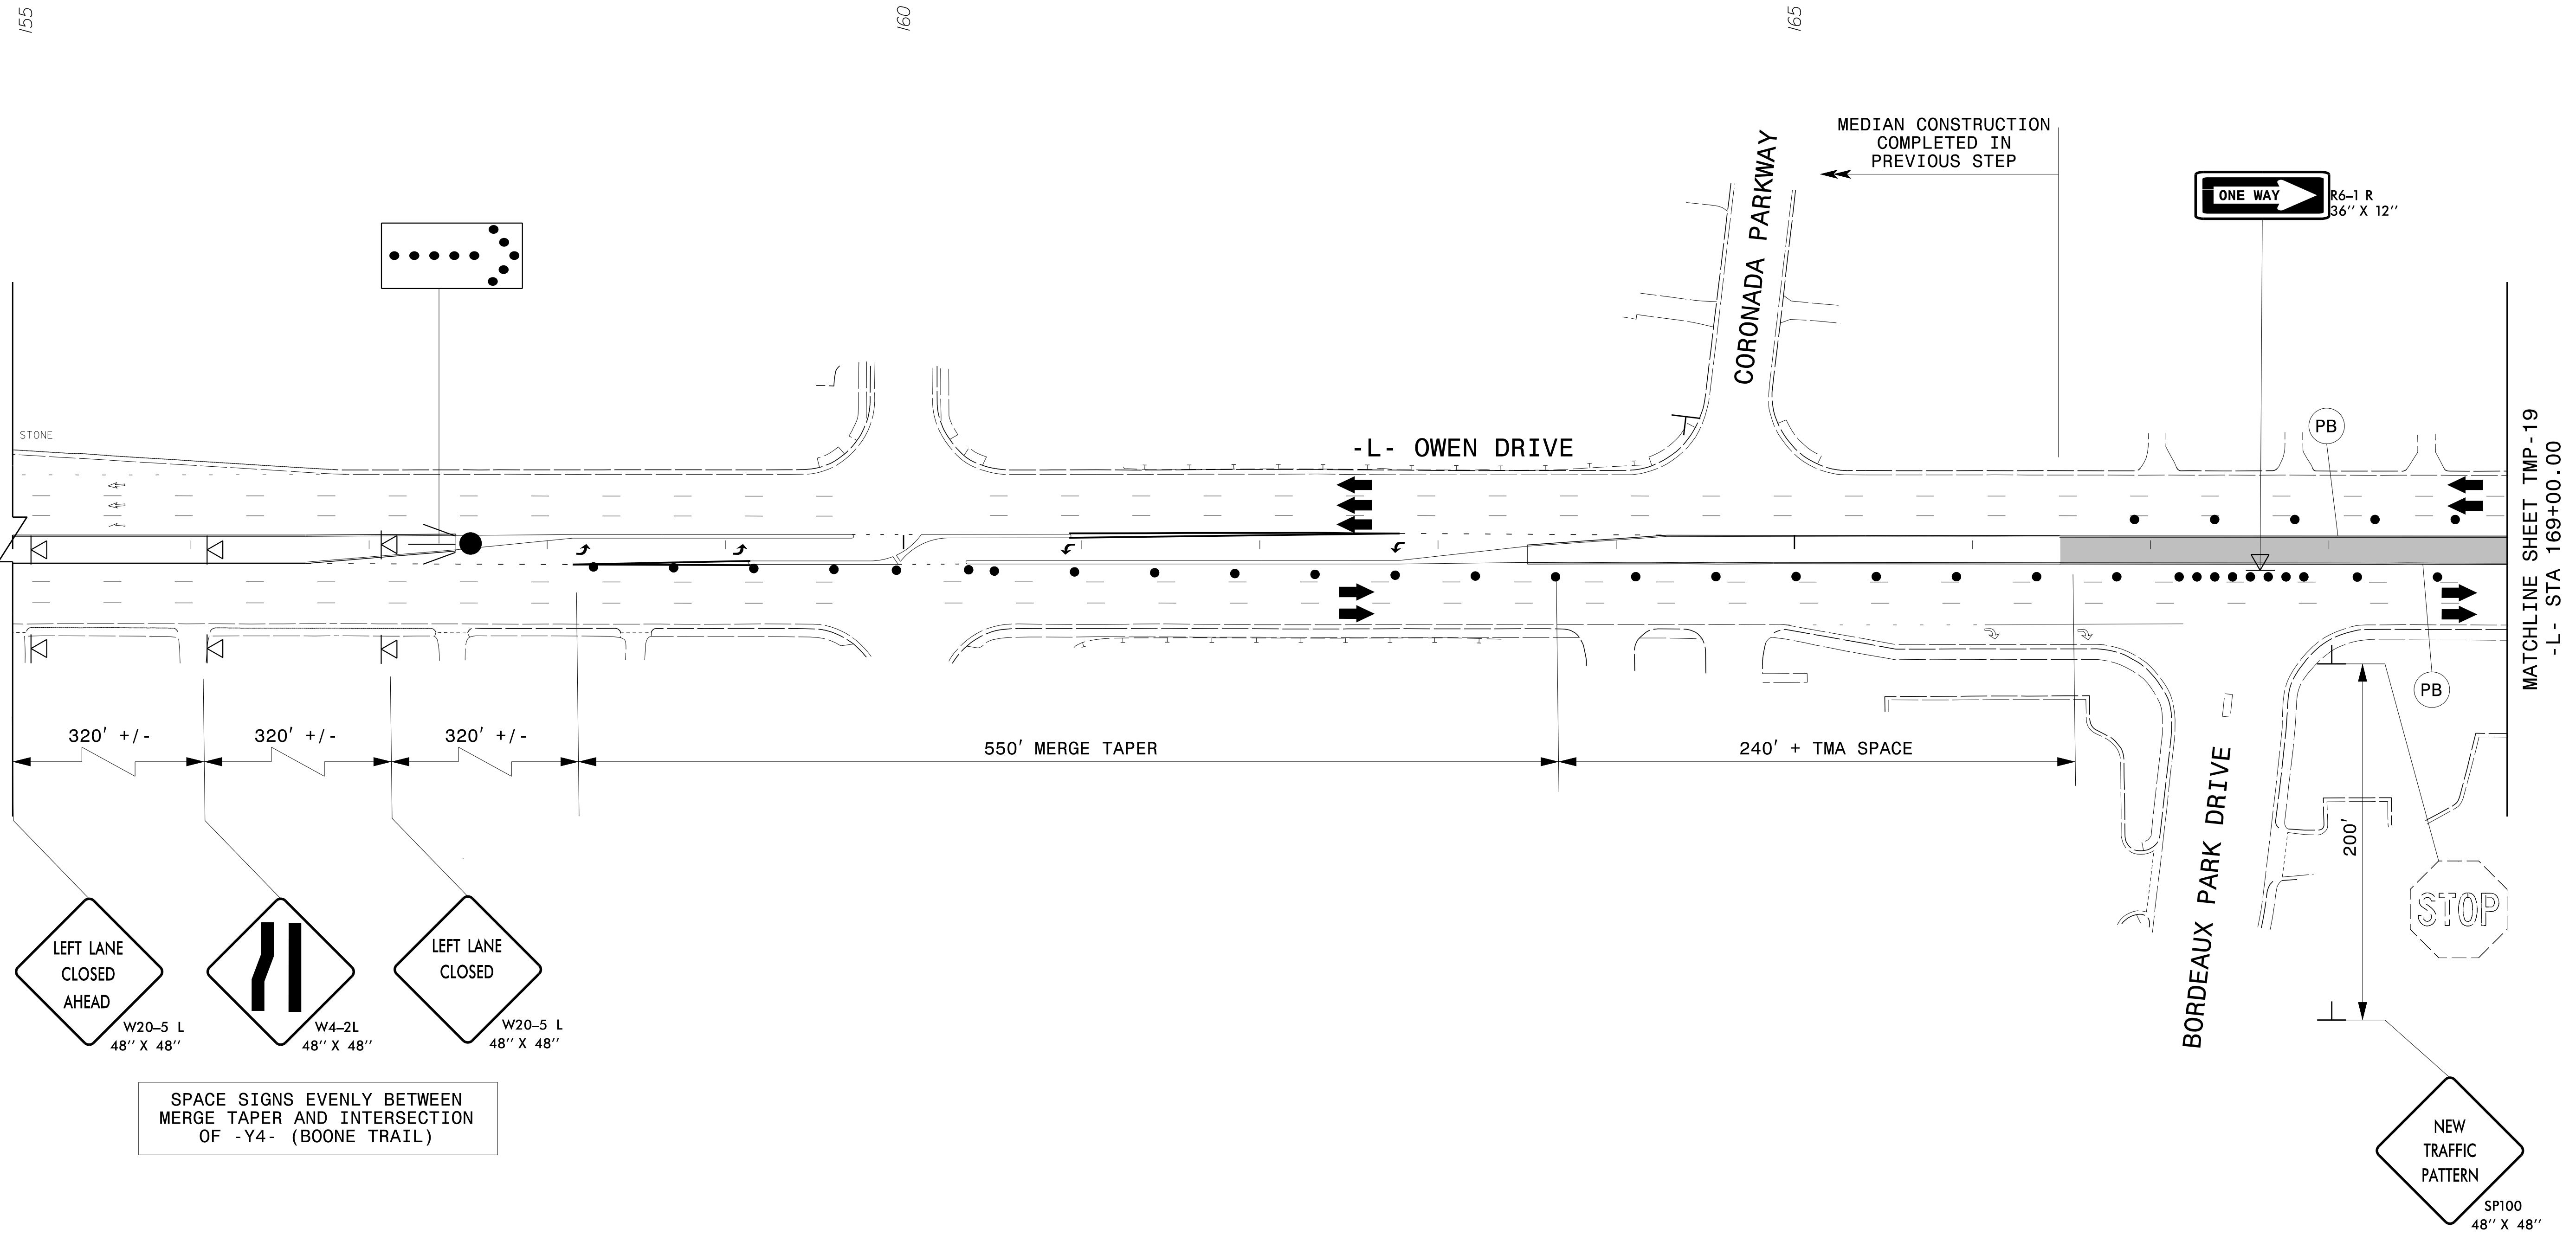 155
160
165
MEDIAN CONSTRUCTION
COMPLETED IN
PREVIOUS STEP
CORONADA PARKWAY
ONE WAY
R6-1 R
36" X 12"
PB
STONE
-L- OWEN DRIVE
MATCHLINE SHEET TMP-19
-L- STA 169+00.00
PB
320' +/-
320' +/-
320' +/-
550' MERGE TAPER
240' + TMA SPACE
200'
BORDEAUX PARK DRIVE
STOP
LEFT LANE
CLOSED
AHEAD
W20-5 L
48" X 48"
W4-2L
48" X 48"
LEFT LANE
CLOSED
W20-5 L
48" X 48"
SPACE SIGNS EVENLY BETWEEN
MERGE TAPER AND INTERSECTION
OF -Y4- (BOONE TRAIL)
NEW
TRAFFIC
PATTERN
SP100
48" X 48"